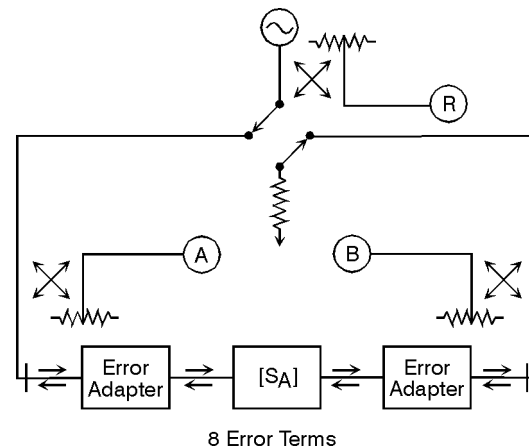 R
A
B
Error
Adapter
[SA]
Error
Adapter
8 Error Terms